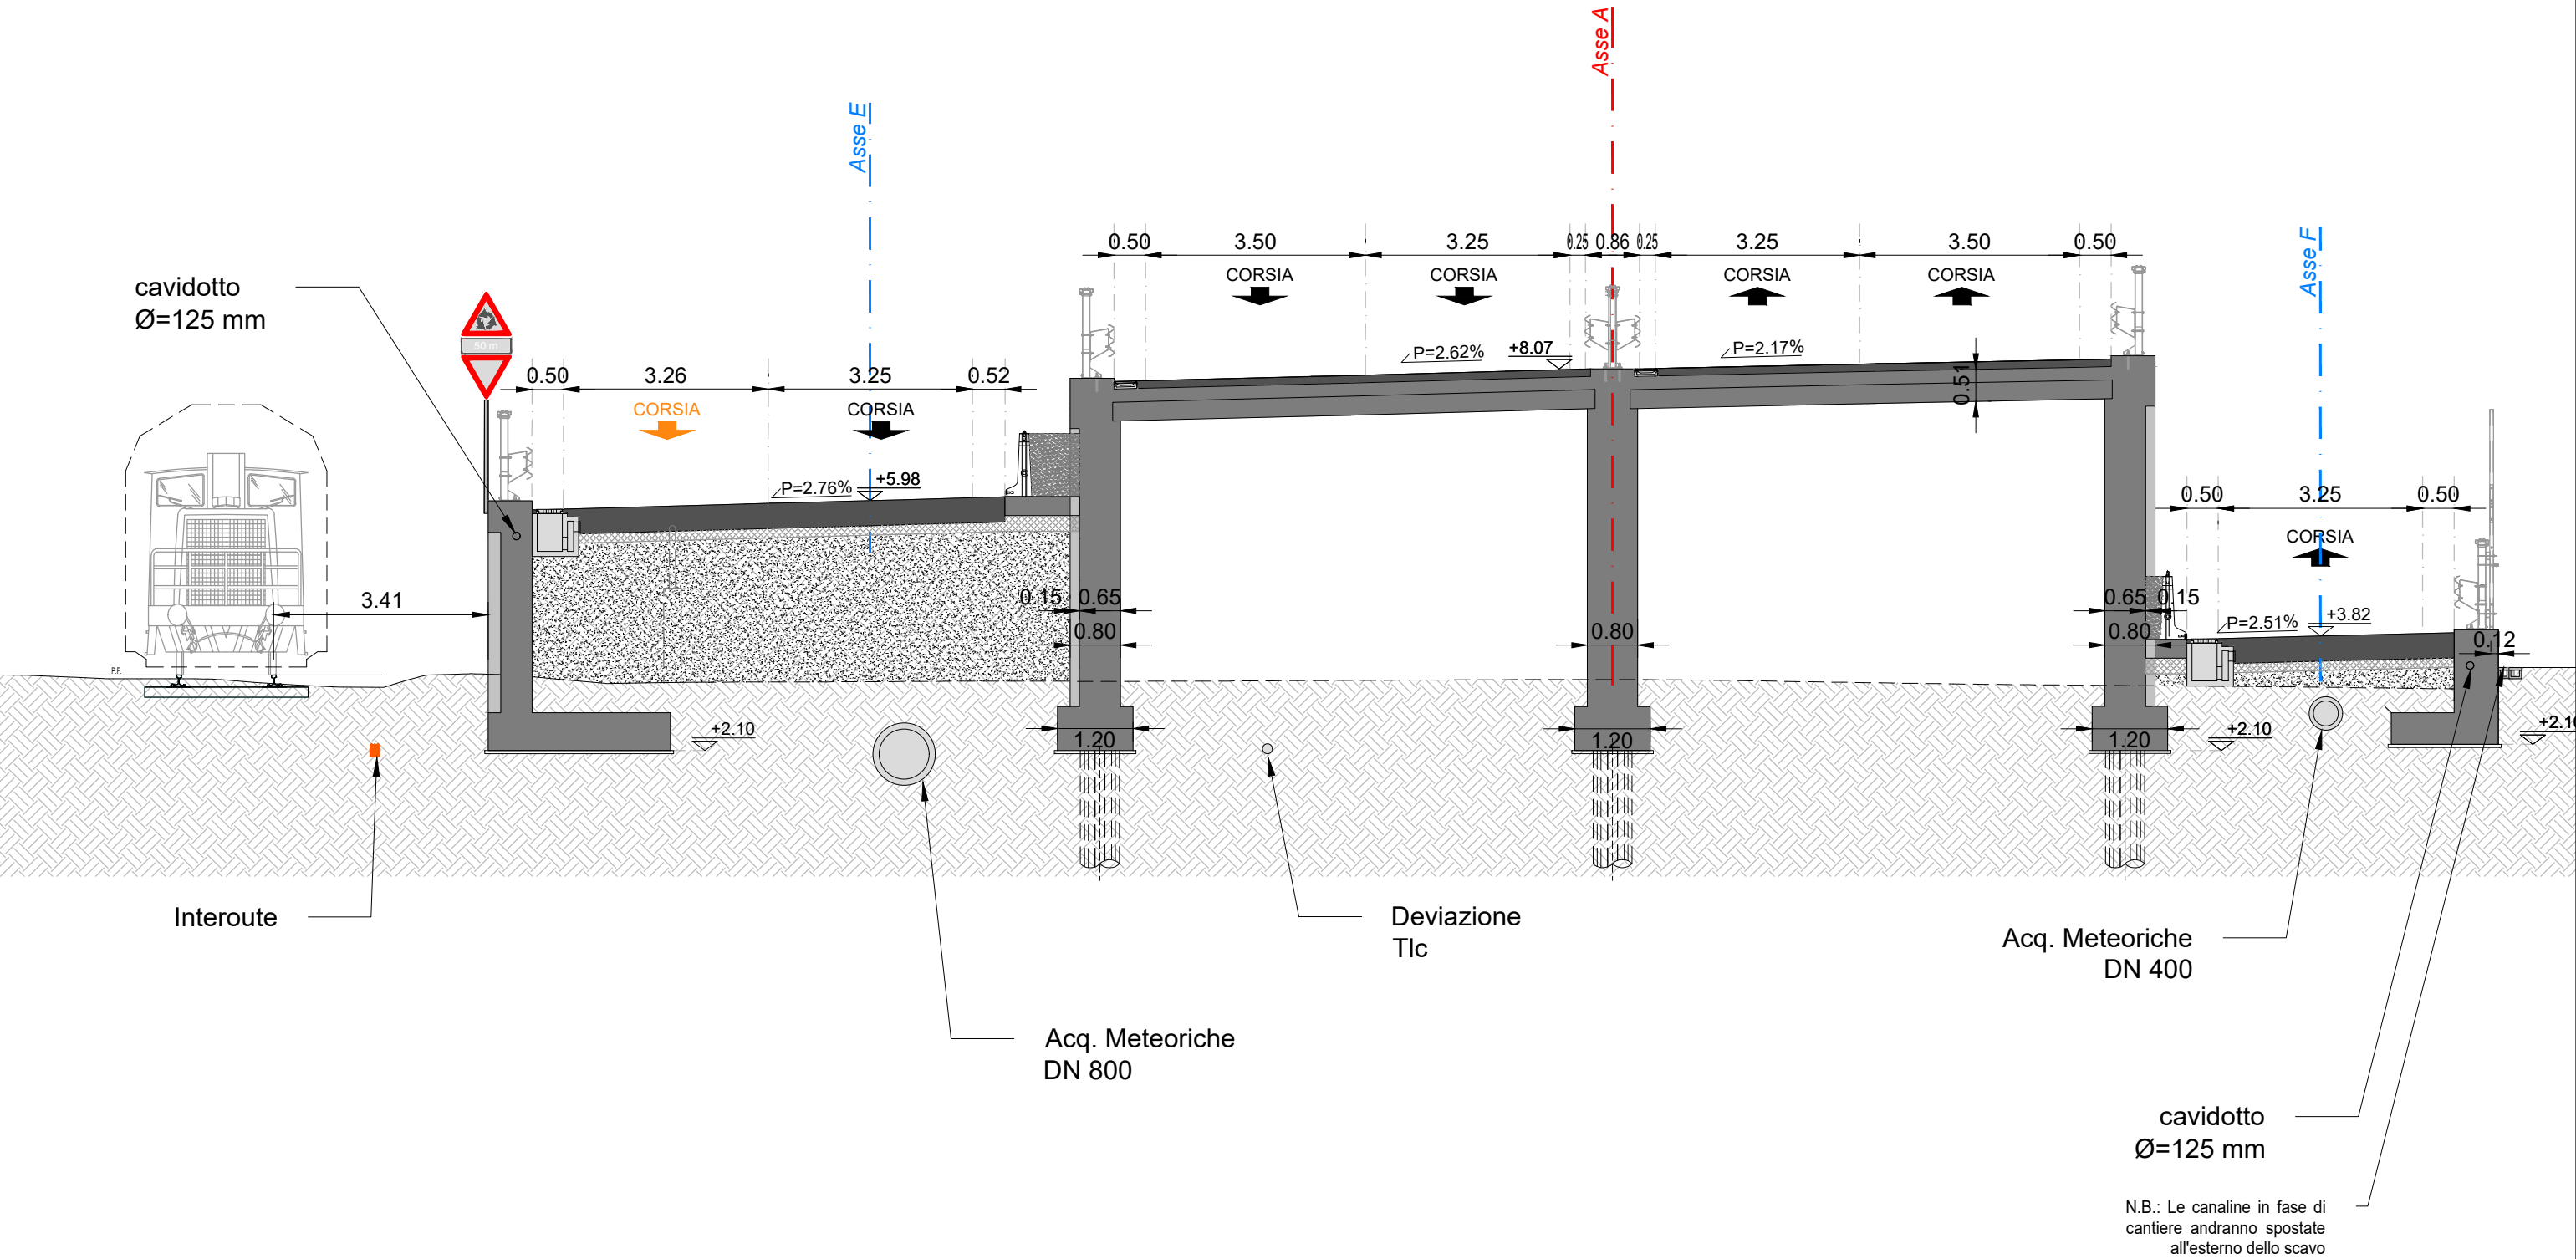 Asse A
Asse E
Asse F
0.50 3.50 3.25 0.25 0.86 0.25 3.25 3.50 0.50
CORSIA CORSIA CORSIA CORSIA
cavidotto
Ø=125 mm
50 m
P=2.62% +8.07 P=2.17%
0.51
0.50 3.26 3.25 0.52
CORSIA CORSIA
P=2.76% +5.98
0.50 3.25 0.50
CORSIA
3.41
0.15 0.65
0.80
0.80
0.65 0.15
0.80
P=2.51% +3.82
0.12
P.F.
+2.10
1.20
1.20
1.20
+2.10
+2.10
Interoute
Deviazione
Tlc
Acq. Meteoriche
DN 400
Acq. Meteoriche
DN 800
cavidotto
Ø=125 mm
N.B.: Le canaline in fase di
cantiere andranno spostate
all'esterno dello scavo